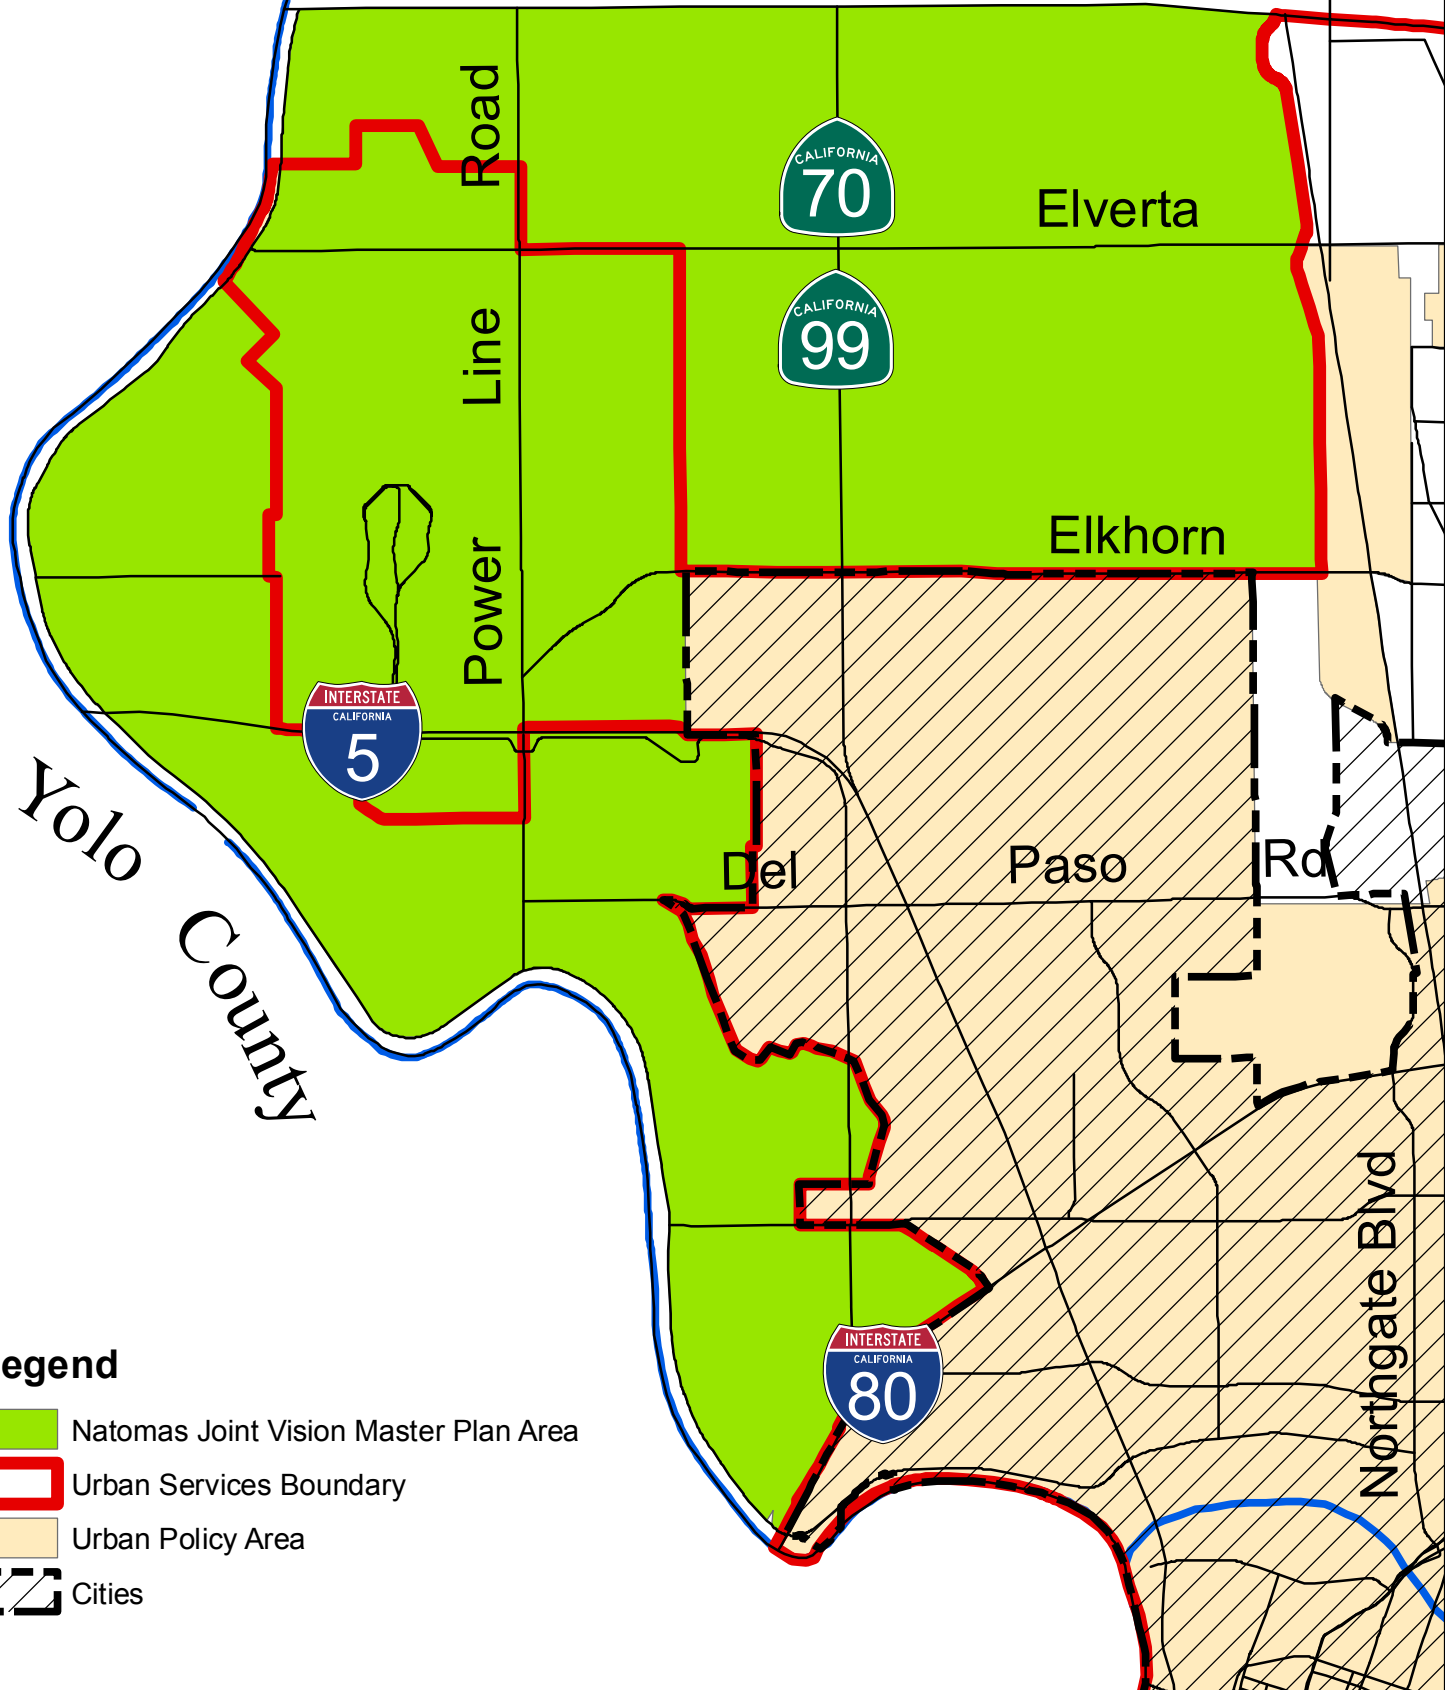 Road
CALIFORNIA
70
Elverta
CALIFORNIA
99
Line
Elkhorn
Power
INTERSTATE
CALIFORNIA
5
Yolo County
Del Paso Rd
Northgate Blvd
INTERSTATE
CALIFORNIA
80
egend
Natomas Joint Vision Master Plan Area
Urban Services Boundary
Urban Policy Area
Cities